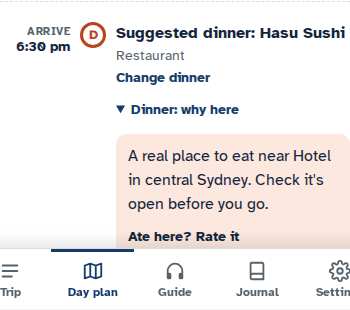 ARRIVE
6:30 pm
D
Suggested dinner: Hasu Sushi
Restaurant
Change dinner
▼ Dinner: why here
A real place to eat near Hotel
in central Sydney. Check it's
open before you go.
Ate here? Rate it
Trip
Day plan
Guide
Journal
Settin